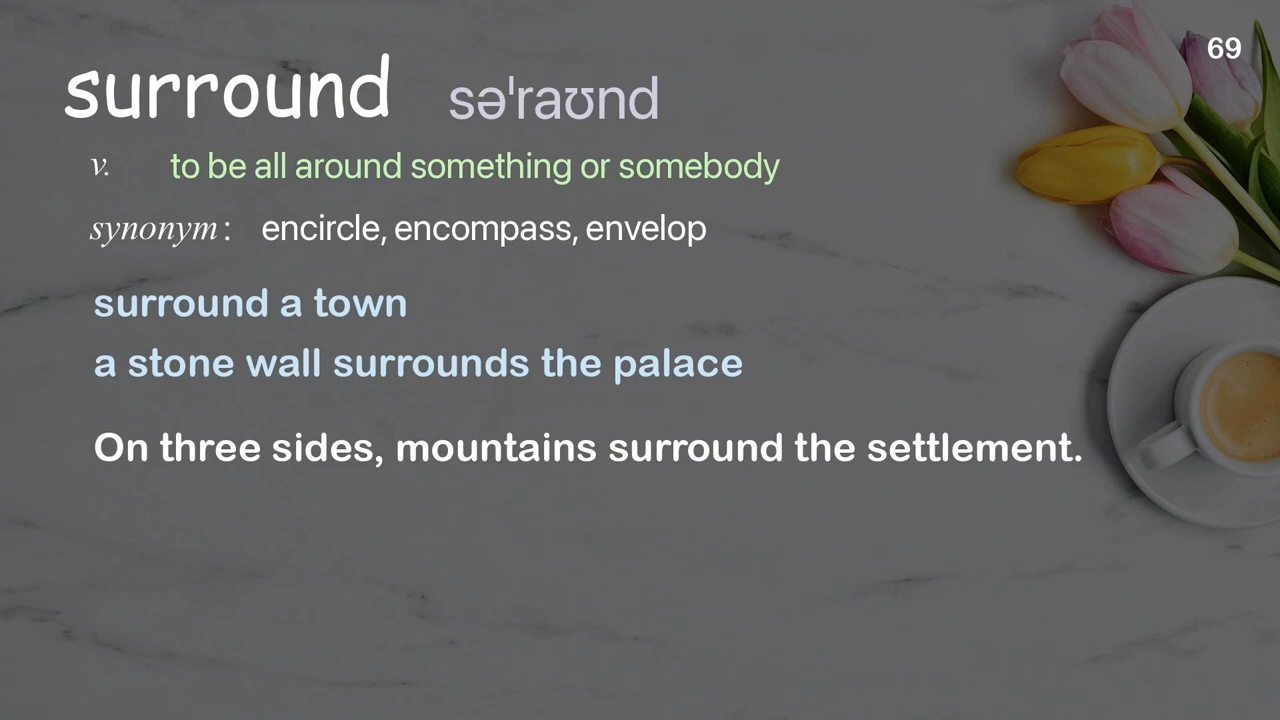 69
surround səˈraʊnd
v. to be all around something or somebody
synonym: encircle, encompass, envelop
surround a town
a stone wall surrounds the palace
On three sides, mountains surround the settlement.